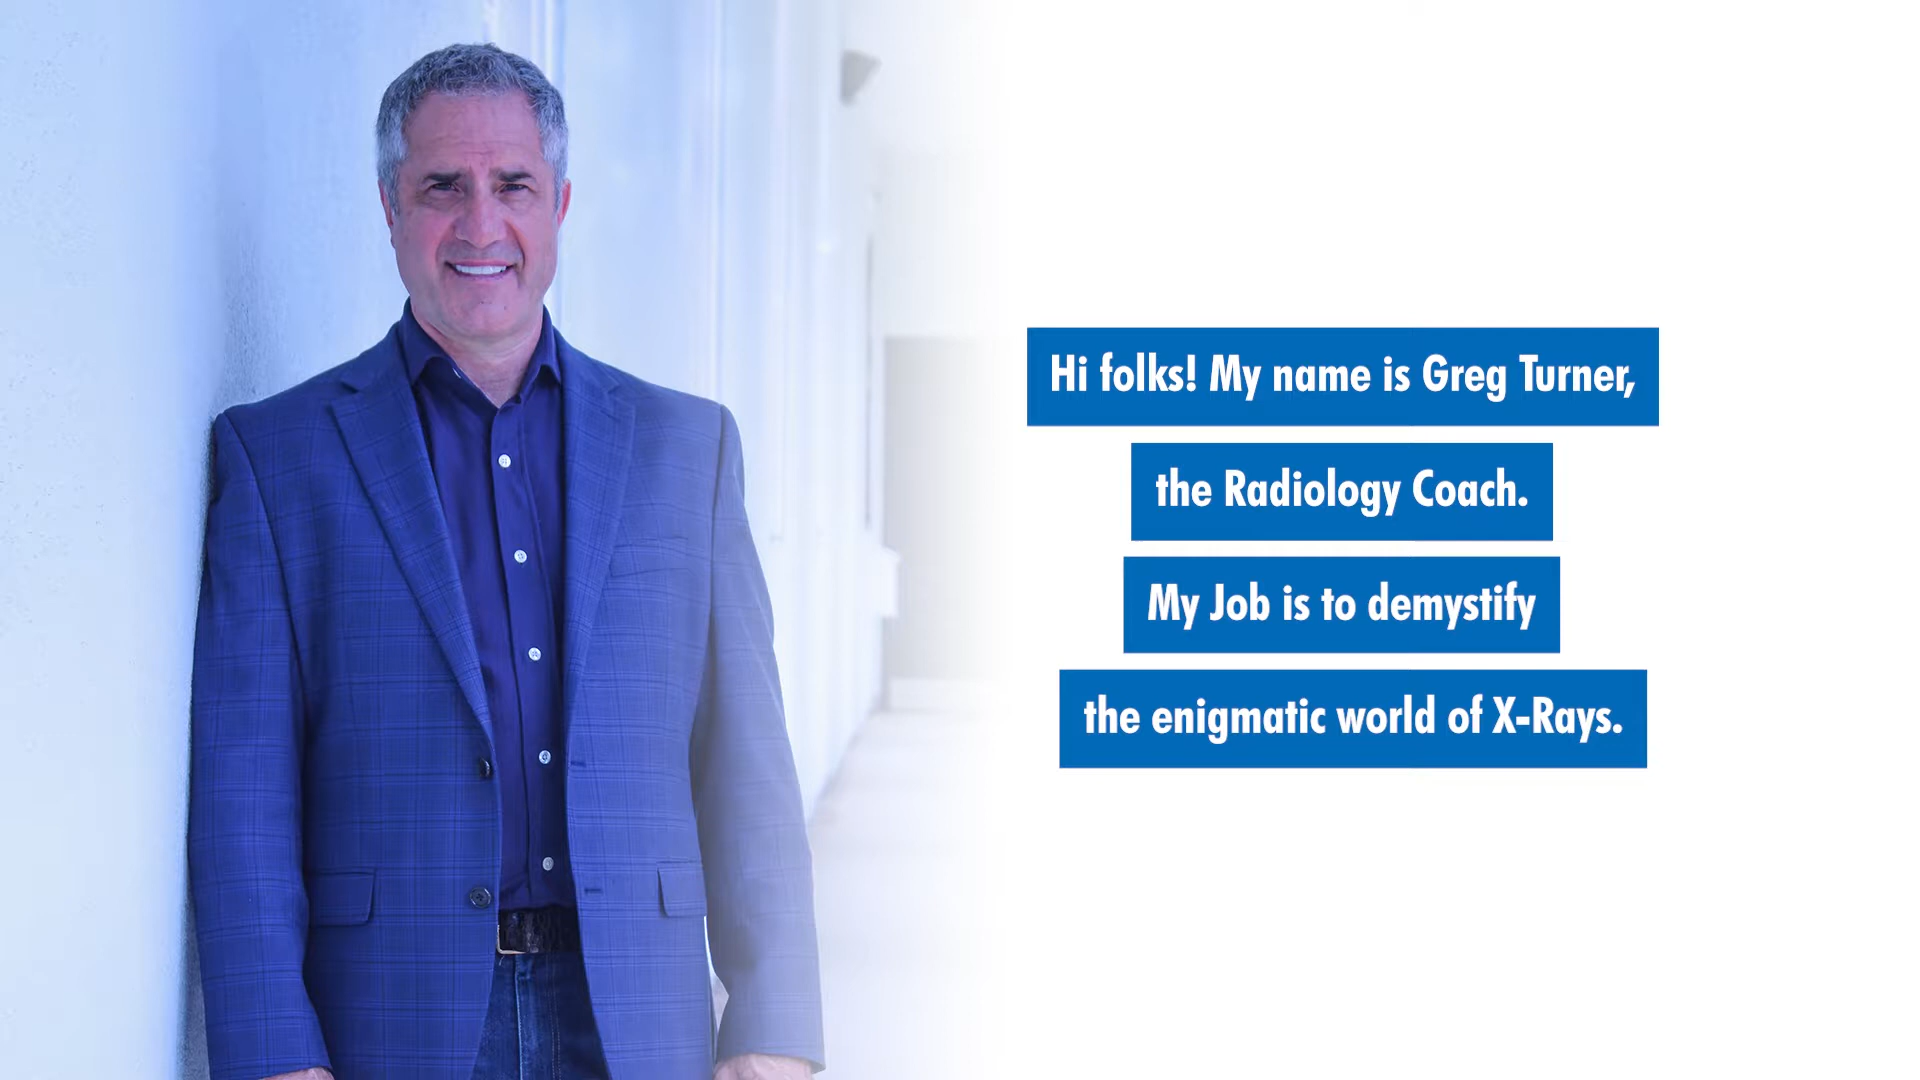 Hi folks! My name is Greg Turner,
the Radiology Coach.
My Job is to demystify
the enigmatic world of X-Rays.